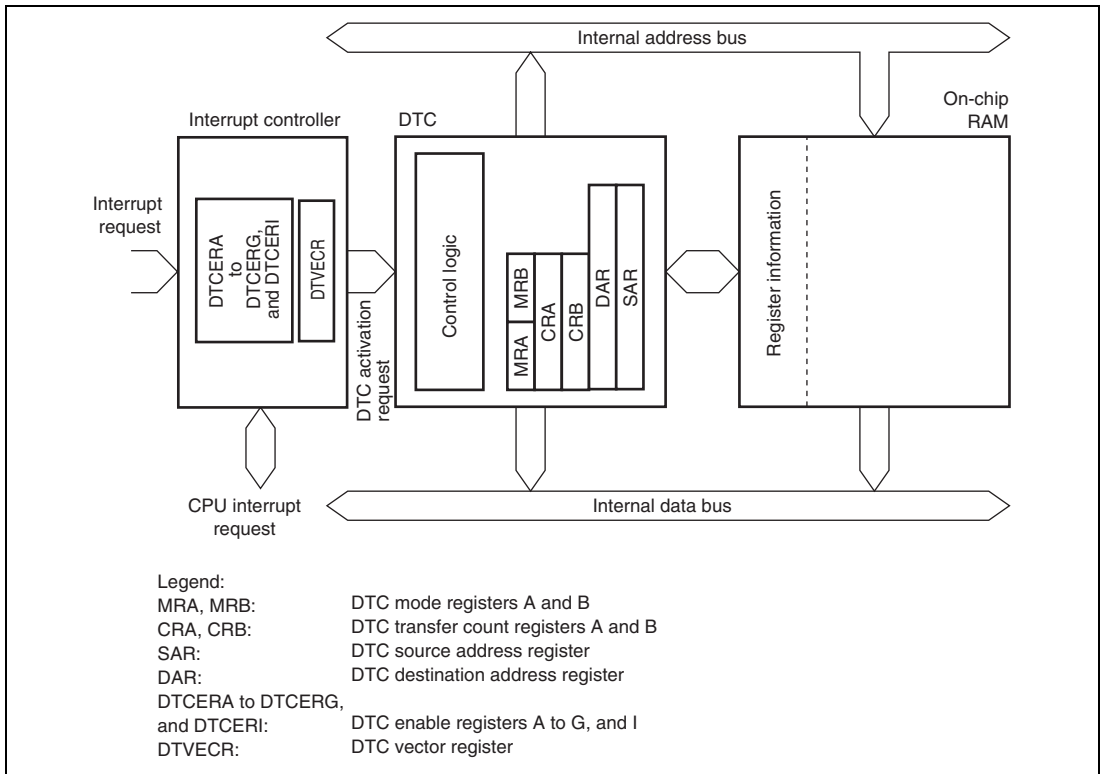 Internal address bus
Interrupt controller
DTC
On-chip
RAM
Interrupt
request
DTCERA
to
DTCERG,
and DTCERI
DTVECR
DTC activation
request
Control logic
MRA
MRB
CRA
CRB
DAR
SAR
Register information
CPU interrupt
request
Internal data bus
Legend:
MRA, MRB: DTC mode registers A and B
CRA, CRB: DTC transfer count registers A and B
SAR: DTC source address register
DAR: DTC destination address register
DTCERA to DTCERG,
and DTCERI: DTC enable registers A to G, and I
DTVECR: DTC vector register